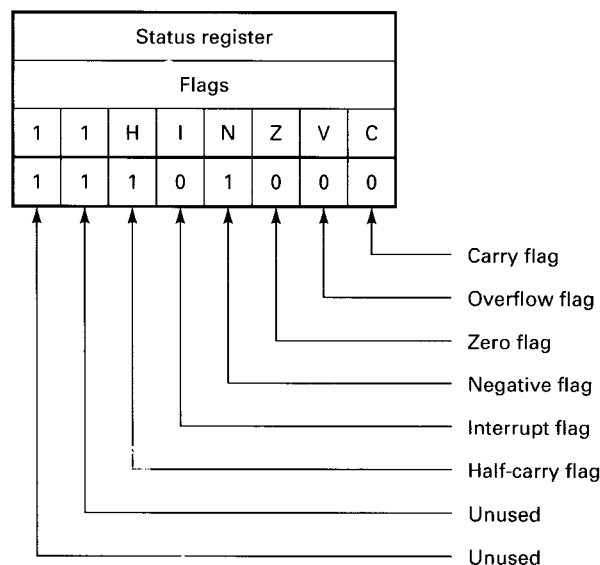 Status register
Flags
1 1 H I N Z V C
1 1 1 0 1 0 0 0
Carry flag
Overflow flag
Zero flag
Negative flag
Interrupt flag
Half-carry flag
Unused
Unused